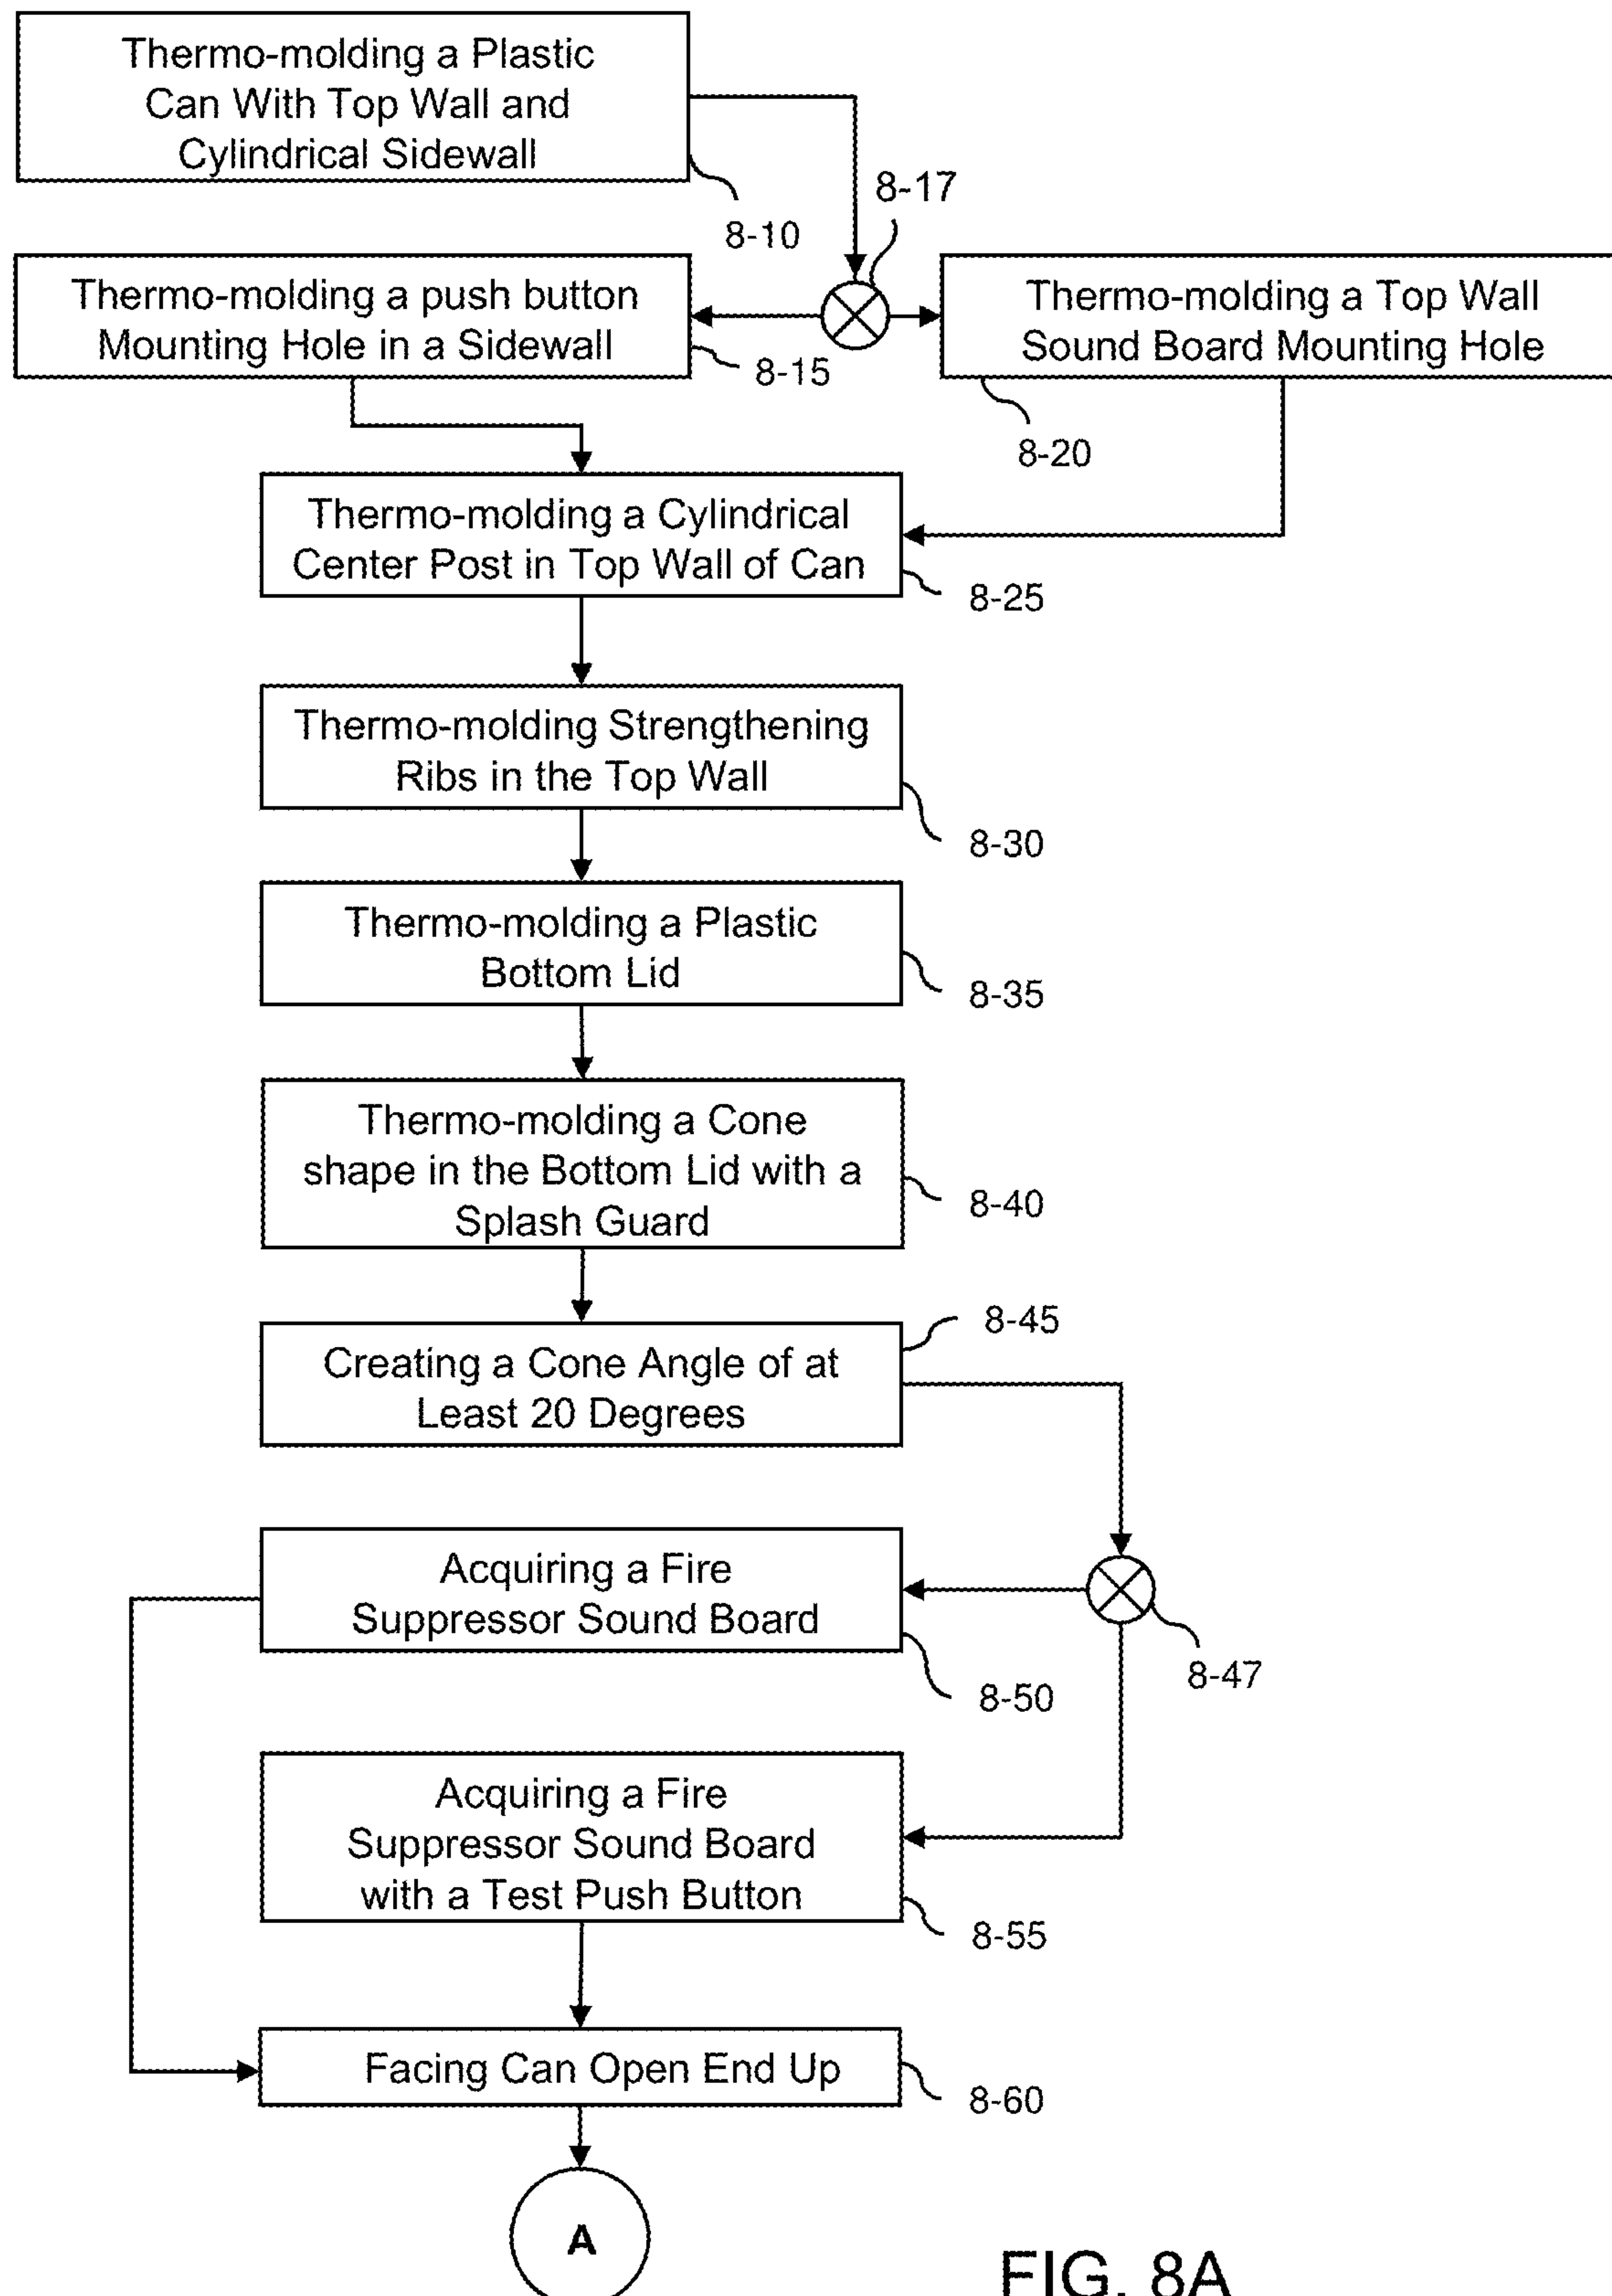 Thermo-molding a Plastic
Can With Top Wall and
Cylindrical Sidewall
8-10
8-17
Thermo-molding a push button
Mounting Hole in a Sidewall
8-15
Thermo-molding a Top Wall
Sound Board Mounting Hole
8-20
Thermo-molding a Cylindrical
Center Post in Top Wall of Can
8-25
Thermo-molding Strengthening
Ribs in the Top Wall
8-30
Thermo-molding a Plastic
Bottom Lid
8-35
Thermo-molding a Cone
shape in the Bottom Lid with a
Splash Guard
8-40
8-45
Creating a Cone Angle of at
Least 20 Degrees
Acquiring a Fire
Suppressor Sound Board
8-47
8-50
Acquiring a Fire
Suppressor Sound Board
with a Test Push Button
8-55
Facing Can Open End Up
8-60
A
FIG. 8A